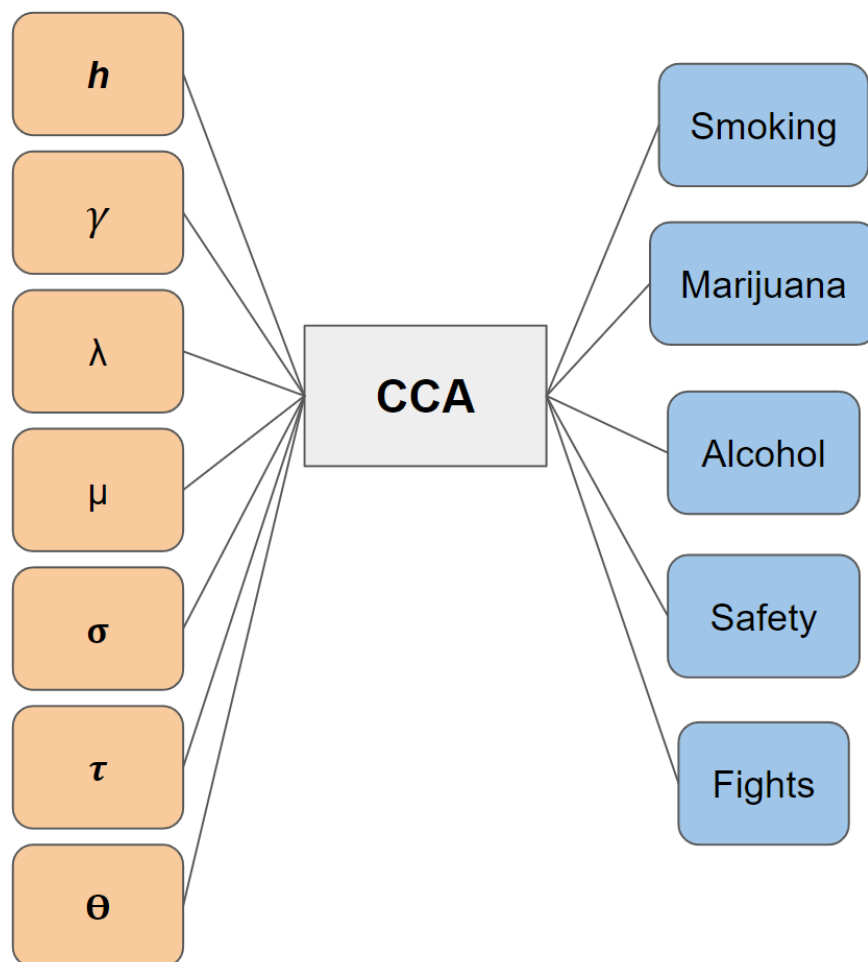 h
γ
λ
μ
σ
τ
ϴ
CCA
Smoking
Marijuana
Alcohol
Safety
Fights